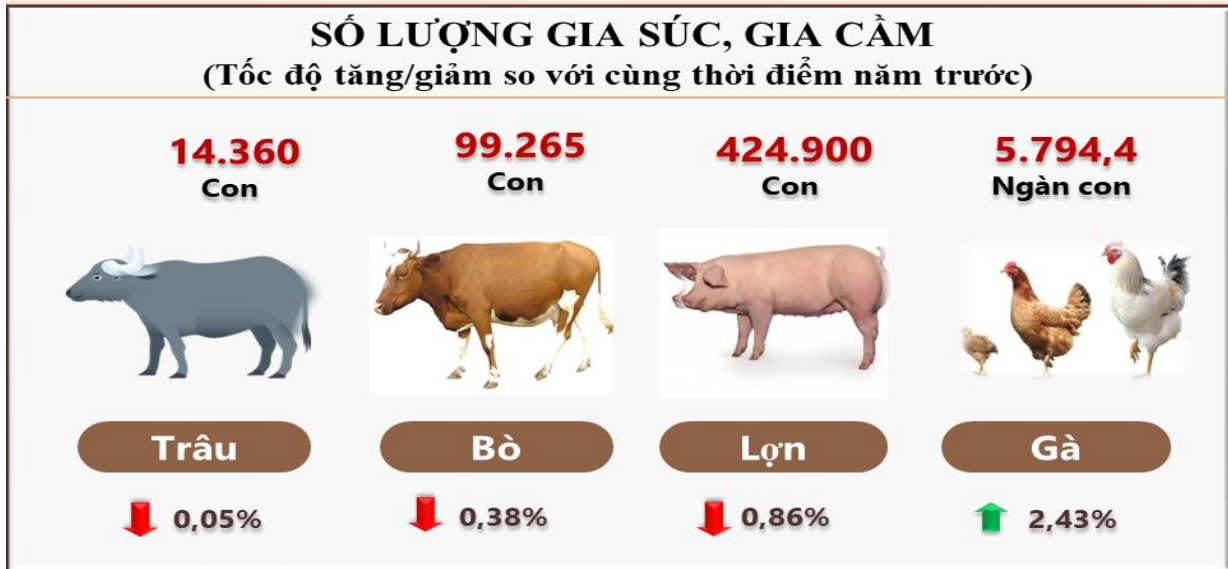 SỐ LƯỢNG GIA SÚC, GIA CẦM
(Tốc độ tăng/giảm so với cùng thời điểm năm trước)
14.360
Con
99.265
Con
424.900
Con
5.794,4
Ngàn con
Trâu
Bò
Lợn
Gà
0,05%
0,38%
0,86%
2,43%